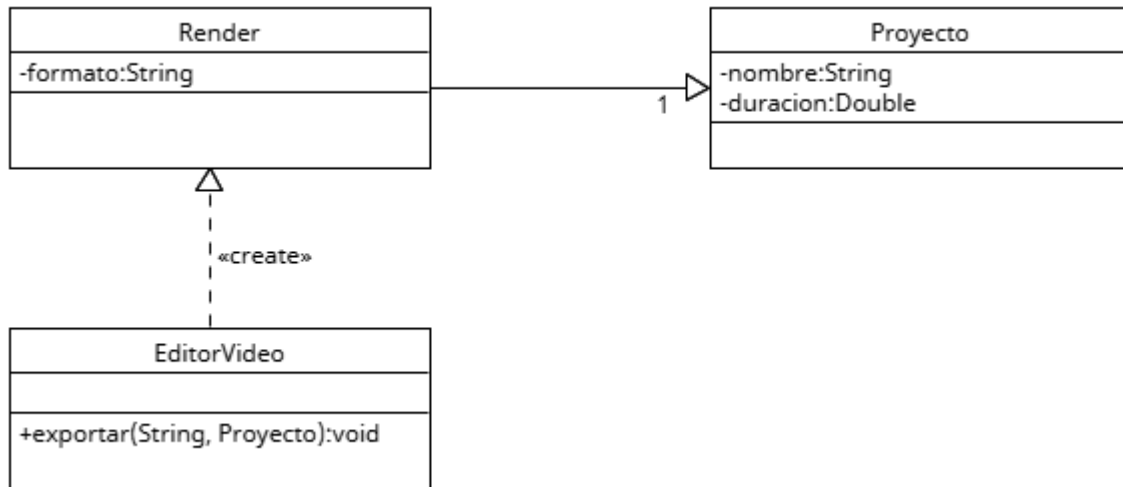 Render
-formato:String
1
Proyecto
-nombre:String
-duracion:Double
«create»
EditorVideo
+exportar(String, Proyecto):void